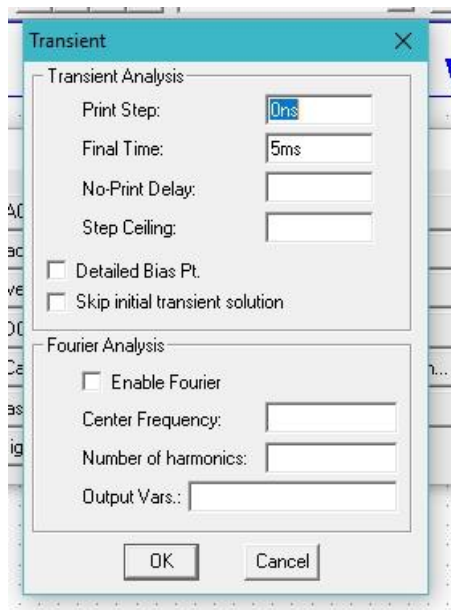 Transient
Transient Analysis
Print Step: 0ns
Final Time: 5ms
No-Print Delay:
Step Ceiling:
Detailed Bias Pt.
Skip initial transient solution
Fourier Analysis
Enable Fourier
Center Frequency:
Number of harmonics:
Output Vars.:
OK Cancel